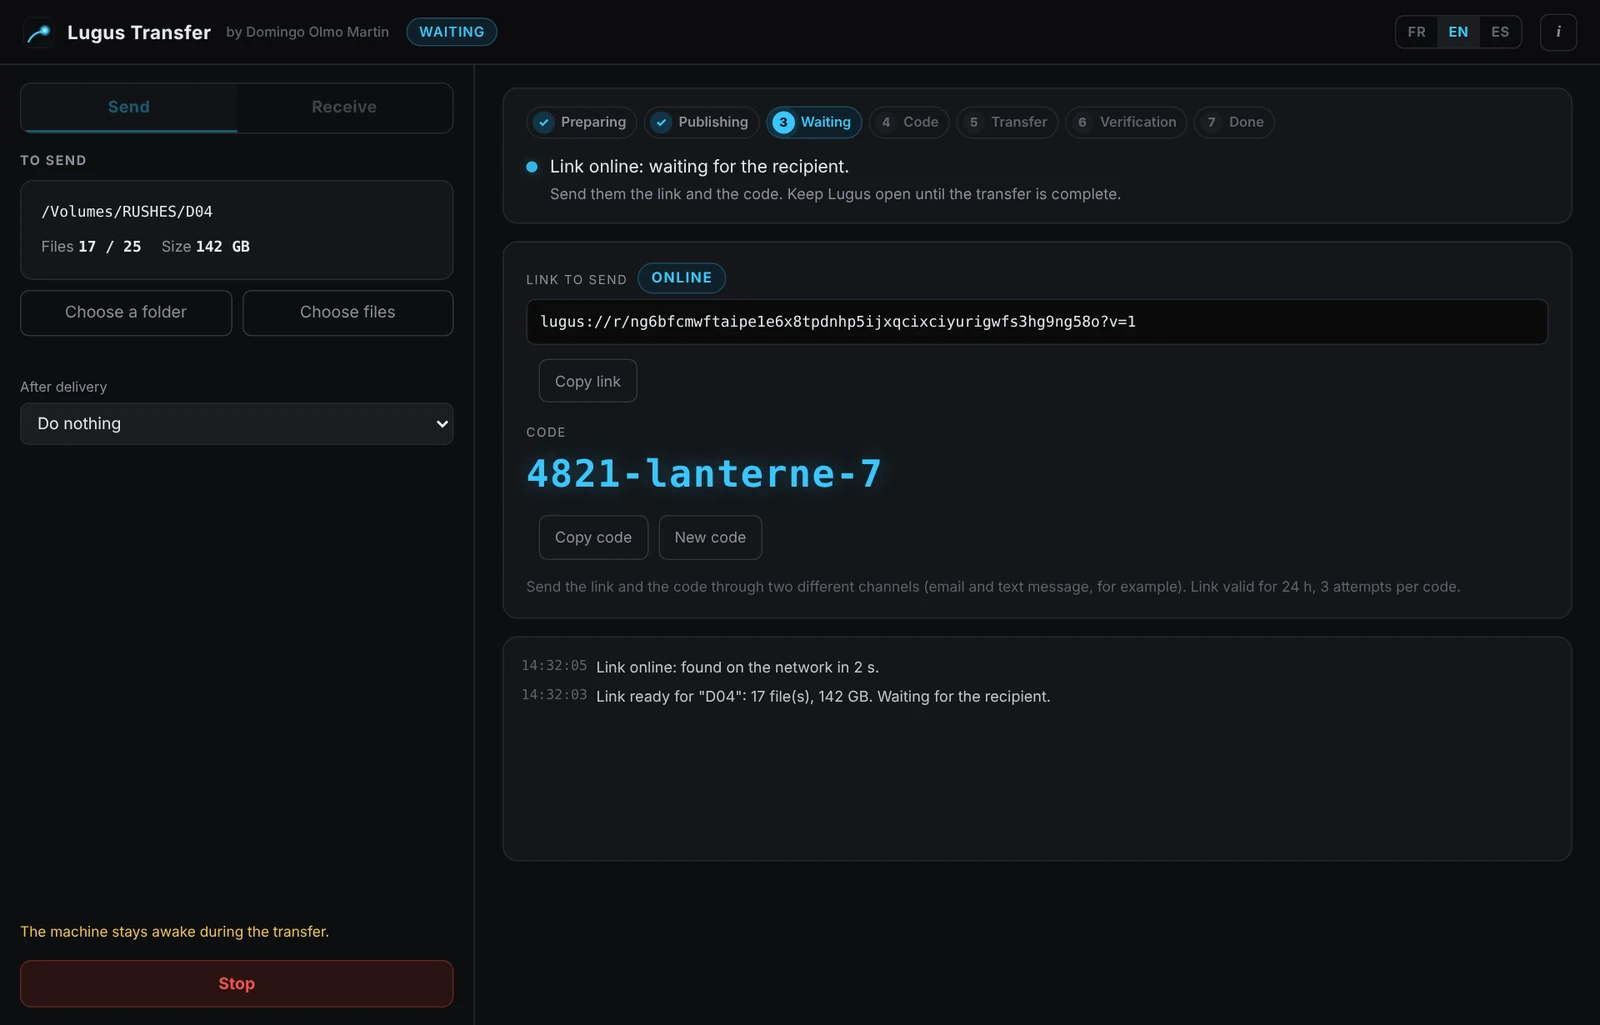 Lugus Transfer by Domingo Olmo Martin WAITING FR EN ES i
Send Receive
TO SEND
/Volumes/RUSHES/D04
Files 17 / 25 Size 142 GB
Choose a folder Choose files
After delivery
Do nothing
The machine stays awake during the transfer.
Stop
Preparing Publishing 3 Waiting 4 Code 5 Transfer 6 Verification 7 Done
Link online: waiting for the recipient.
Send them the link and the code. Keep Lugus open until the transfer is complete.
LINK TO SEND ONLINE
lugus://r/ng6bfcmwftaipe1e6x8tpdnhp5ijxqcixciyurigwfs3hg9ng58o?v=1
Copy link
CODE
4821-lanterne-7
Copy code New code
Send the link and the code through two different channels (email and text message, for example). Link valid for 24 h, 3 attempts per code.
14:32:05 Link online: found on the network in 2 s.
14:32:03 Link ready for "D04": 17 file(s), 142 GB. Waiting for the recipient.